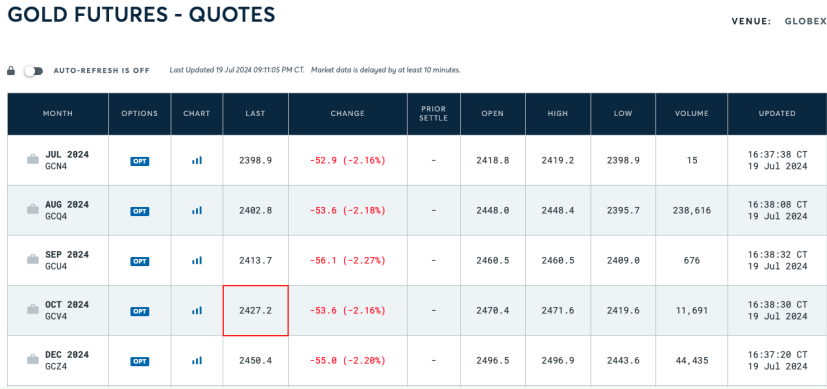 GOLD FUTURES - QUOTES
VENUE: GLOBEX
AUTO-REFRESH IS OFF Last Updated 19 Jul 2024 09:11:05 PM CT. Market data is delayed by at least 10 minutes.
MONTH OPTIONS CHART LAST CHANGE PRIOR SETTLE OPEN HIGH LOW VOLUME UPDATED
JUL 2024 GCN4 OPT 2398.9 -52.9 (-2.16%) - 2418.8 2419.2 2398.9 15 16:37:38 CT 19 Jul 2024
AUG 2024 GCQ4 OPT 2402.8 -53.6 (-2.18%) - 2448.0 2448.4 2395.7 238,616 16:38:08 CT 19 Jul 2024
SEP 2024 GCU4 OPT 2413.7 -56.1 (-2.27%) - 2460.5 2460.5 2409.0 676 16:38:32 CT 19 Jul 2024
OCT 2024 GCV4 OPT 2427.2 -53.6 (-2.16%) - 2470.4 2471.6 2419.6 11,691 16:38:30 CT 19 Jul 2024
DEC 2024 GCZ4 OPT 2450.4 -55.0 (-2.20%) - 2496.5 2496.9 2443.6 44,435 16:37:20 CT 19 Jul 2024